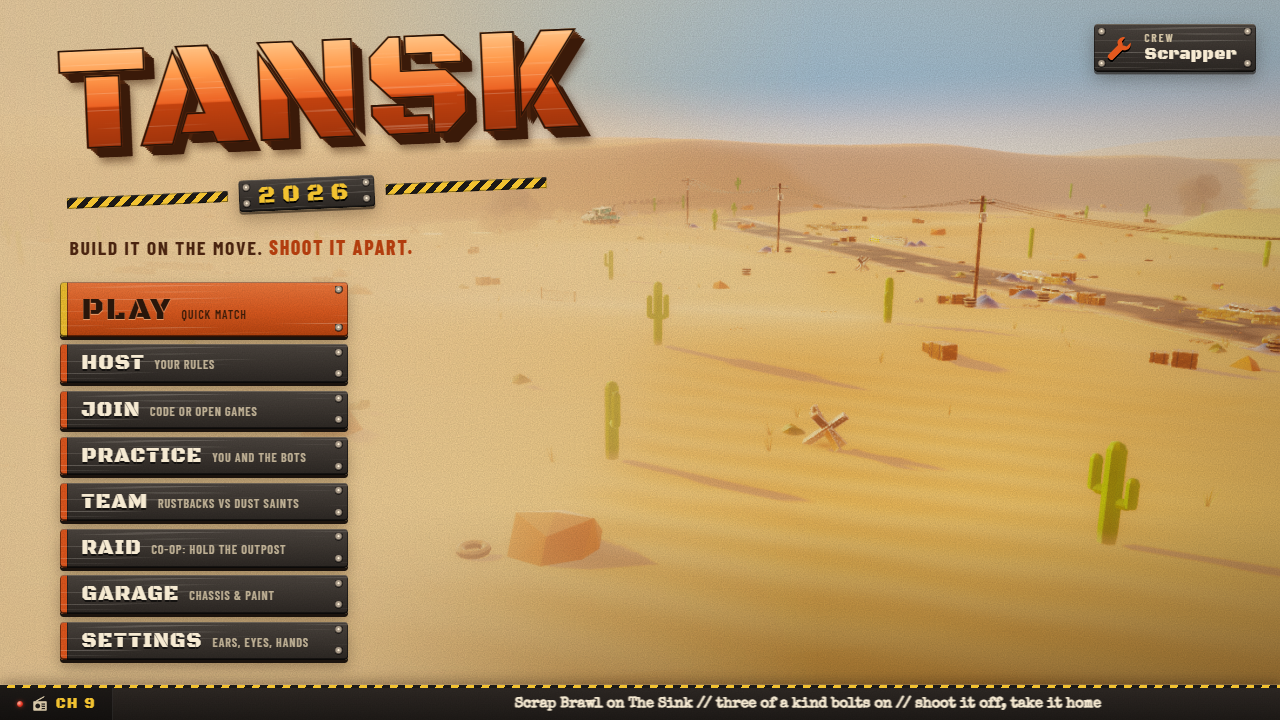 TANSK
2026
BUILD IT ON THE MOVE. SHOOT IT APART.
CREW
Scrapper
PLAY QUICK MATCH
HOST YOUR RULES
JOIN CODE OR OPEN GAMES
PRACTICE YOU AND THE BOTS
TEAM RUSTBACKS VS DUST SAINTS
RAID CO-OP: HOLD THE OUTPOST
GARAGE CHASSIS & PAINT
SETTINGS EARS, EYES, HANDS
CH 9
Scrap Brawl on The Sink // three of a kind bolts on // shoot it off, take it home